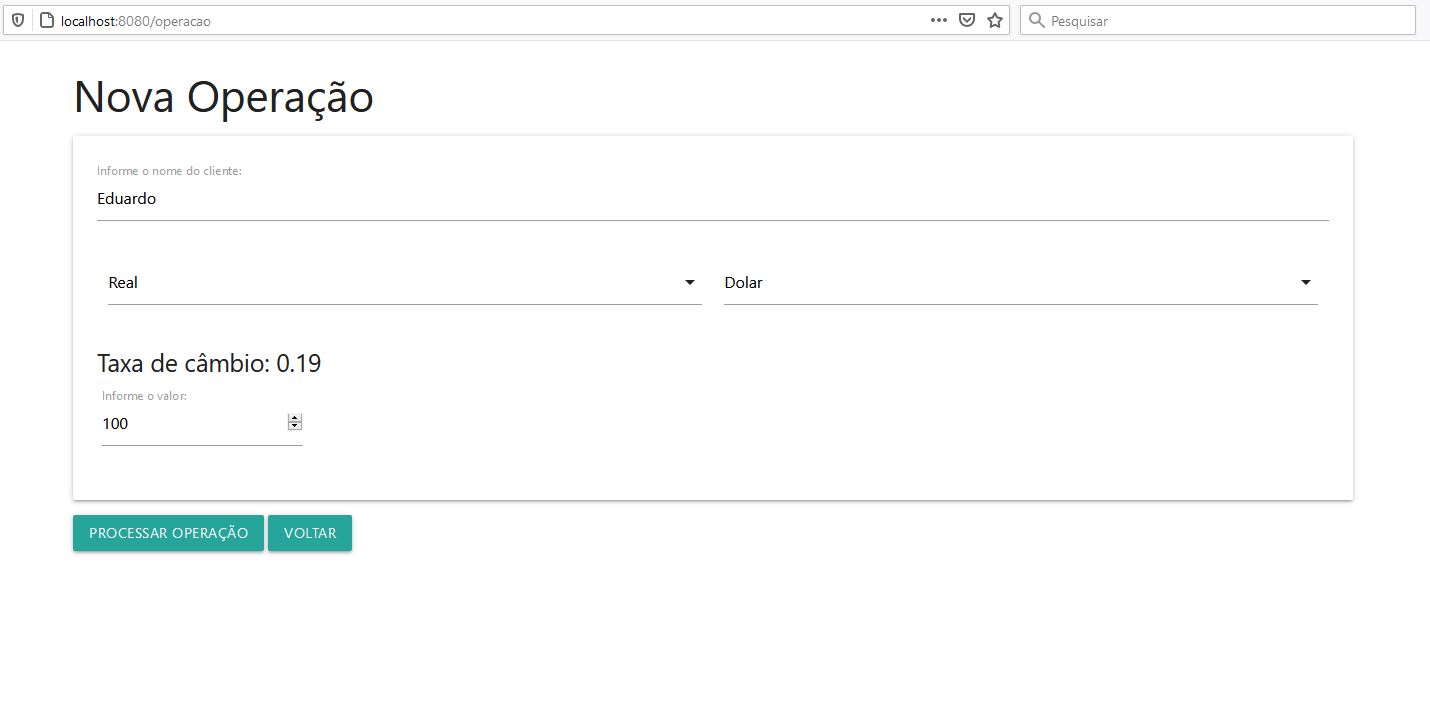 localhost:8080/operacao
Pesquisar
Nova Operação
Informe o nome do cliente:
Eduardo
Real
Dolar
Taxa de câmbio: 0.19
Informe o valor:
100
PROCESSAR OPERAÇÃO
VOLTAR